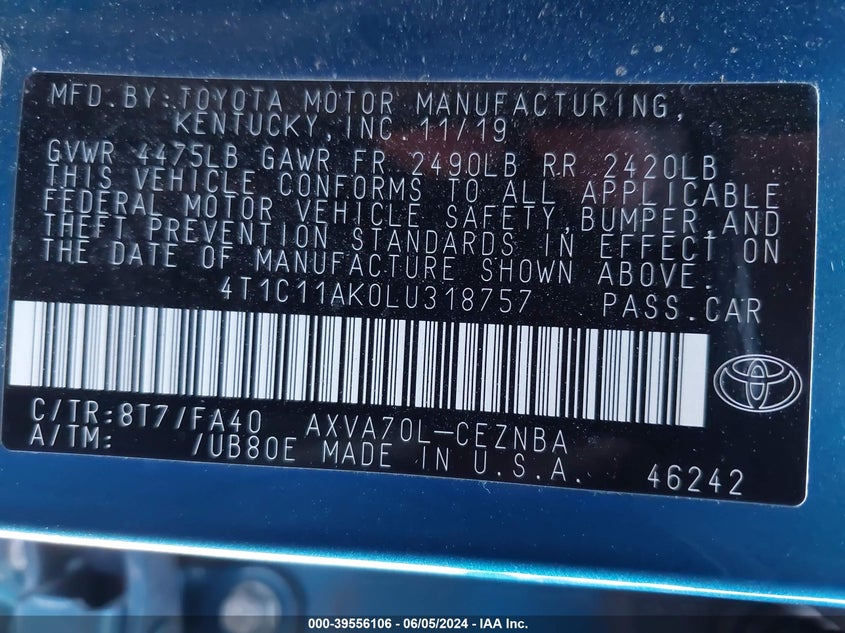 MFD.BY:TOYOTA MOTOR MANUFACTURING,
KENTUCKY,INC.11/19
GVWR 4475LB GAWR FR 2490LB RR 2420LB
THIS VEHICLE CONFORMS TO ALL APPLICABLE
FEDERAL MOTOR VEHICLE SAFETY,BUMPER,AND
THEFT PREVENTION STANDARDS IN EFFECT ON
THE DATE OF MANUFACTURE SHOWN ABOVE.
4T1C11AK0LU318757 PASS.CAR
C/TR:8T7/FA40 AXVA70L-CEZNBA
A/TM: /UB80E MADE IN U.S.A. 46242
000-39556106 / 06/05/2024 - IAA Inc.